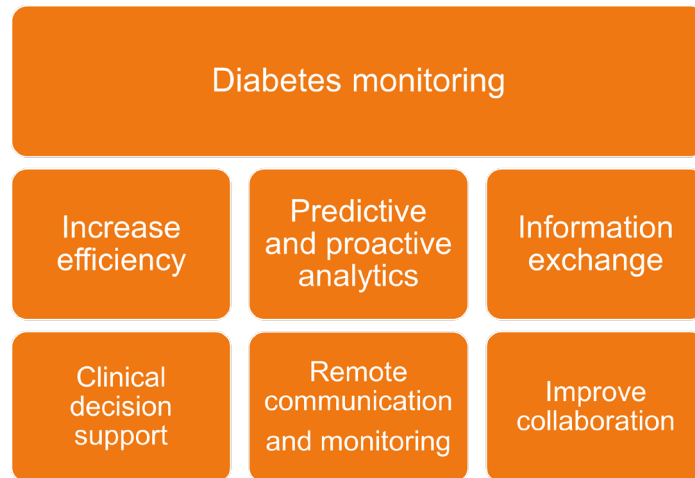 Diabetes monitoring
Increase
efficiency
Predictive
and proactive
analytics
Information
exchange
Clinical
decision
support
Remote
communication
and monitoring
Improve
collaboration